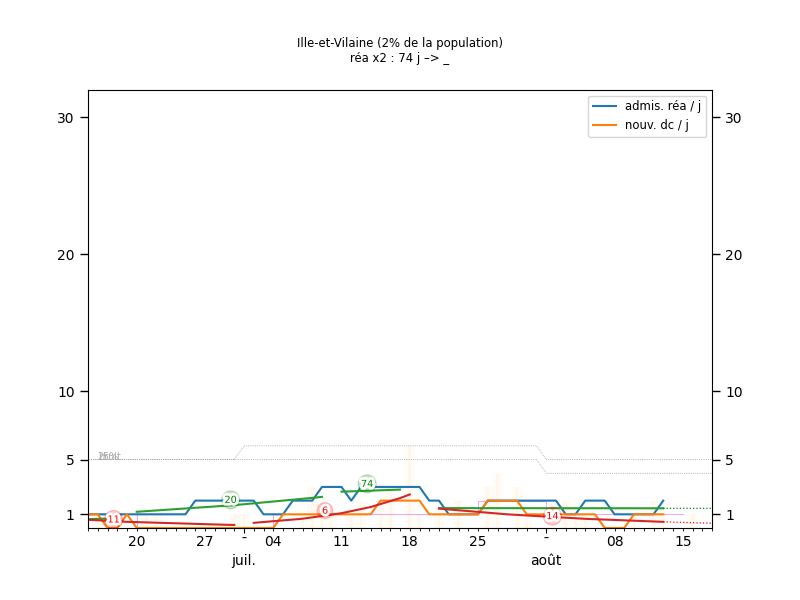 Ille-et-Vilaine (2% de la population)
réa x2 : 74 j –> _
admis. réa / j
nouv. dc / j
30 30
20 20
10 10
5 5
1 1
11 20 6 74 14
20 27 - 04 11 18 25 - 08 15
juil. août